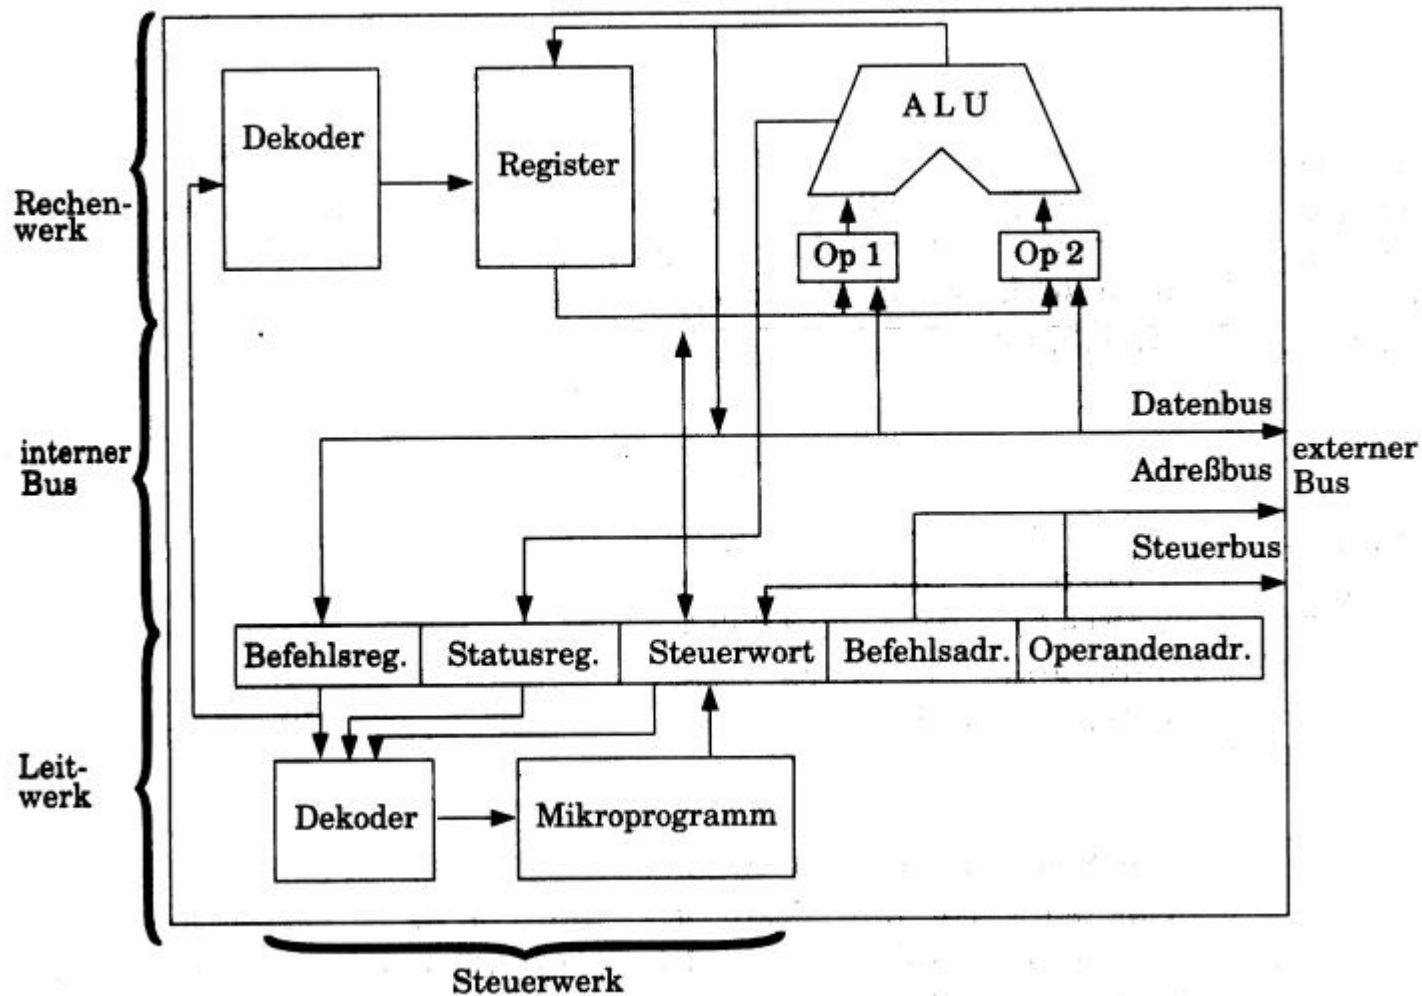 A L U
Dekoder
Register
Rechen-
werk
Op 1
Op 2
Datenbus
interner
Bus
externer
Bus
Adreßbus
Steuerbus
Befehlsreg.
Statusreg.
Steuerwort
Befehlsadr.
Operandenadr.
Leit-
werk
Dekoder
Mikroprogramm
Steuerwerk